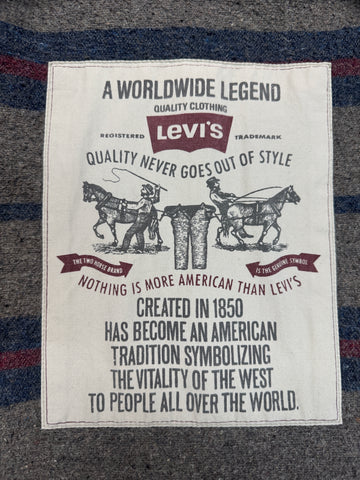 A WORLDWIDE LEGEND
QUALITY CLOTHING
LEVI'S
REGISTERED TRADEMARK
QUALITY NEVER GOES OUT OF STYLE
THE TWO HORSE BRAND
IS THE GENUINE SYMBOL
NOTHING IS MORE AMERICAN THAN LEVI'S
CREATED IN 1850
HAS BECOME AN AMERICAN
TRADITION SYMBOLIZING
THE VITALITY OF THE WEST
TO PEOPLE ALL OVER THE WORLD.